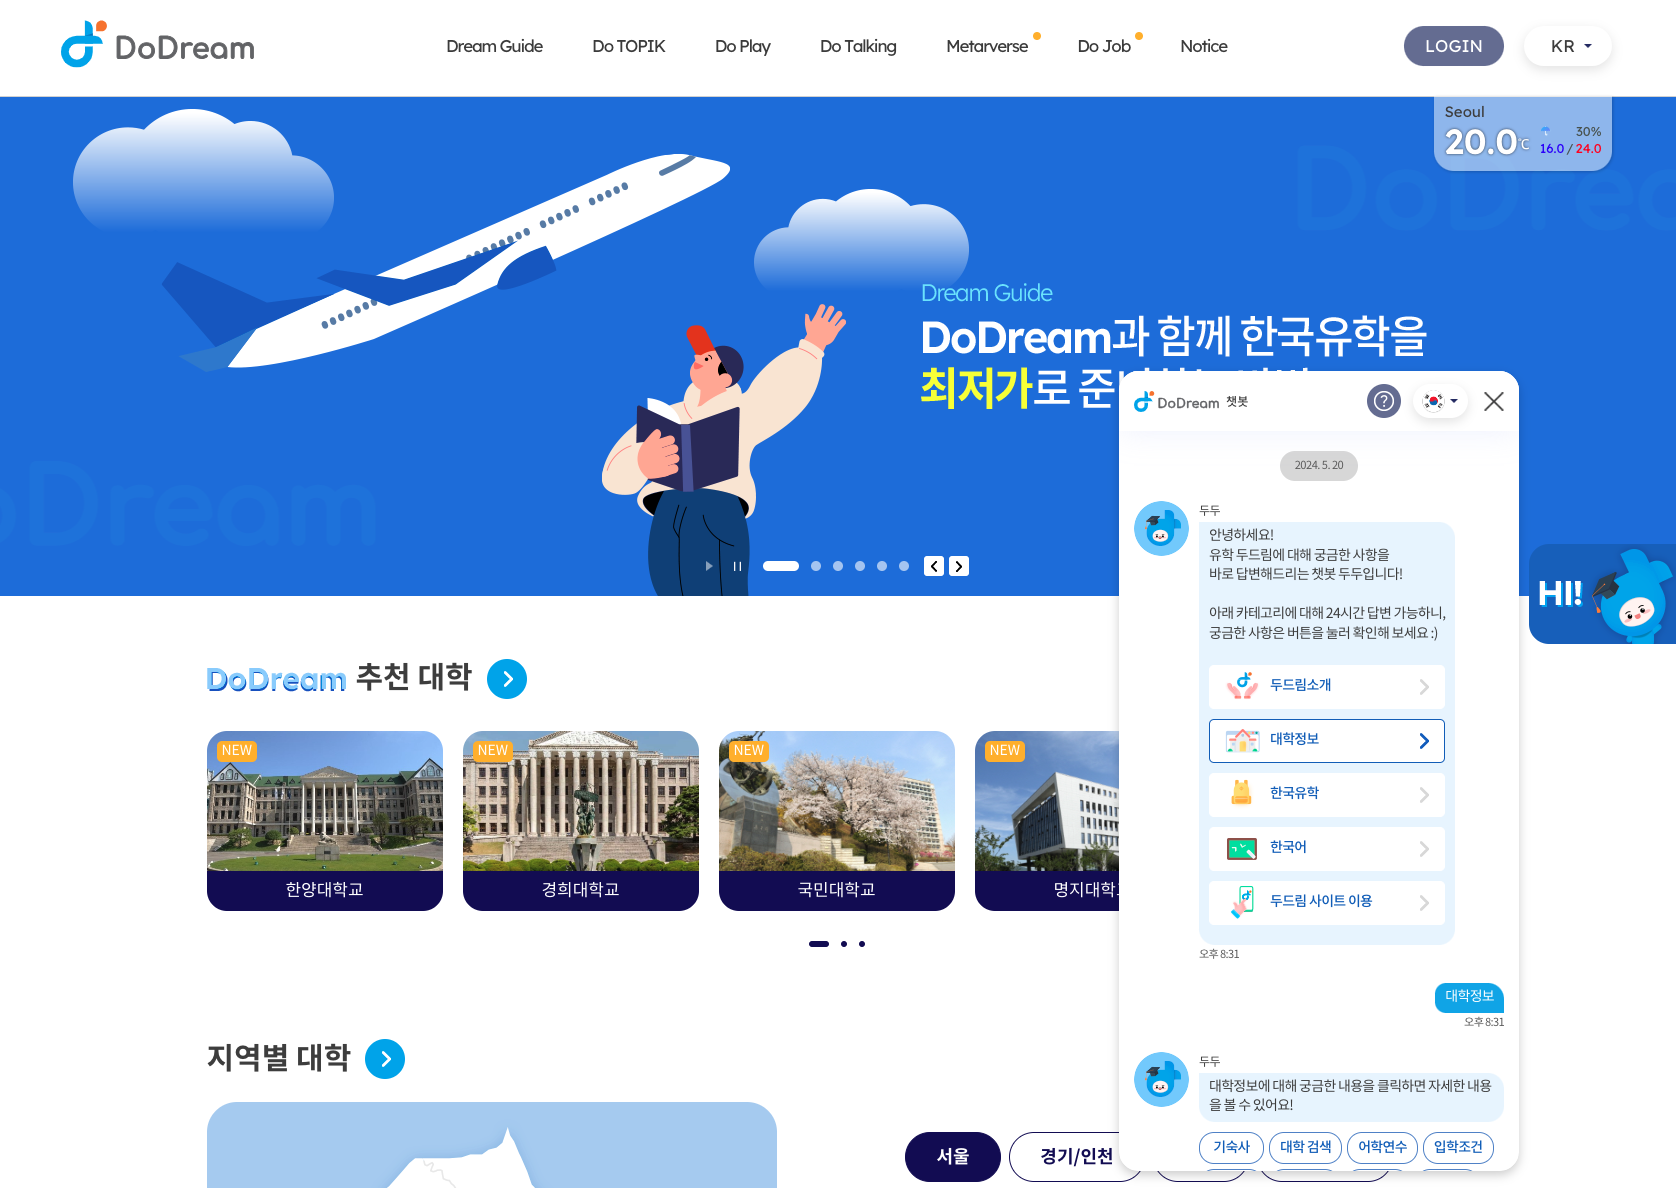 DoDream
Dream Guide
Do TOPIK
Do Play
Do Talking
Metarverse
Do Job
Notice
LOGIN
KR
Seoul
20.0℃
30%
16.0 / 24.0
DoDream
DoDream
Dream Guide
DoDream과 함께 한국유학을
최저가로
HI!
DoDream 추천 대학
NEW
한양대학교
NEW
경희대학교
NEW
국민대학교
NEW
명지대학교
지역별 대학
서울
경기/인천
DoDream 챗봇
2024. 5. 20
두두
안녕하세요!
유학 두드림에 대해 궁금한 사항을
바로 답변해드리는 챗봇 두두입니다!
아래 카테고리에 대해 24시간 답변 가능하니,
궁금한 사항은 버튼을 눌러 확인해 보세요 :)
두드림소개
대학정보
한국유학
한국어
두드림 사이트 이용
오후 8:31
대학정보
오후 8:31
두두
대학정보에 대해 궁금한 내용을 클릭하면 자세한 내용
을 볼 수 있어요!
기숙사
대학 검색
어학연수
입학조건